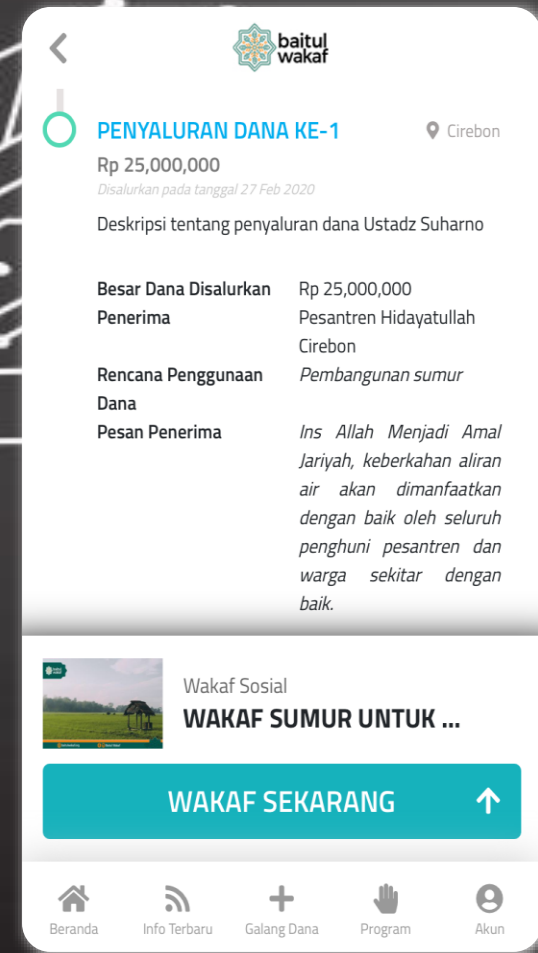 baitul
wakaf
PENYALURAN DANA KE-1
Cirebon
Rp 25,000,000
Disalurkan pada tanggal 27 Feb 2020
Deskripsi tentang penyaluran dana Ustadz Suharno
Besar Dana Disalurkan Rp 25,000,000
Penerima Pesantren Hidayatullah
Cirebon
Rencana Penggunaan Pembangunan sumur
Dana
Pesan Penerima Ins Allah Menjadi Amal
Jariyah, keberkahan aliran
air akan dimanfaatkan
dengan baik oleh seluruh
penghuni pesantren dan
warga sekitar dengan
baik.
Wakaf Sosial
WAKAF SUMUR UNTUK ...
WAKAF SEKARANG
Beranda Info Terbaru Galang Dana Program Akun